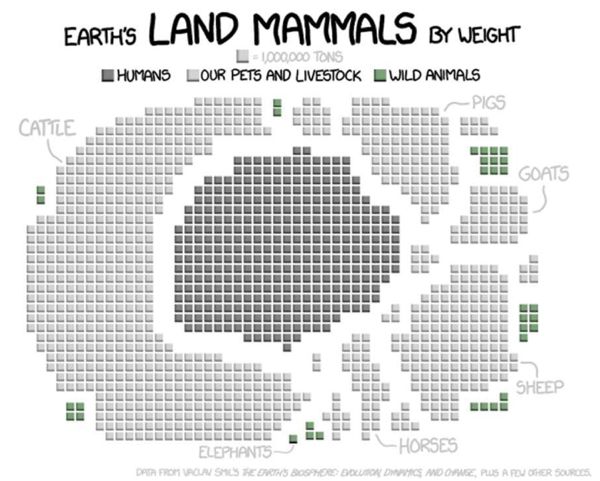 EARTH'S LAND MAMMALS BY WEIGHT
= 1,000,000 TONS
HUMANS OUR PETS AND LIVESTOCK WILD ANIMALS
PIGS
CATTLE
GOATS
SHEEP
HORSES
ELEPHANTS
DATA FROM VACLAV SMIL'S THE EARTH'S BIOSPHERE: EVOLUTION, DYNAMICS, AND CHANGE, PLUS A FEW OTHER SOURCES.